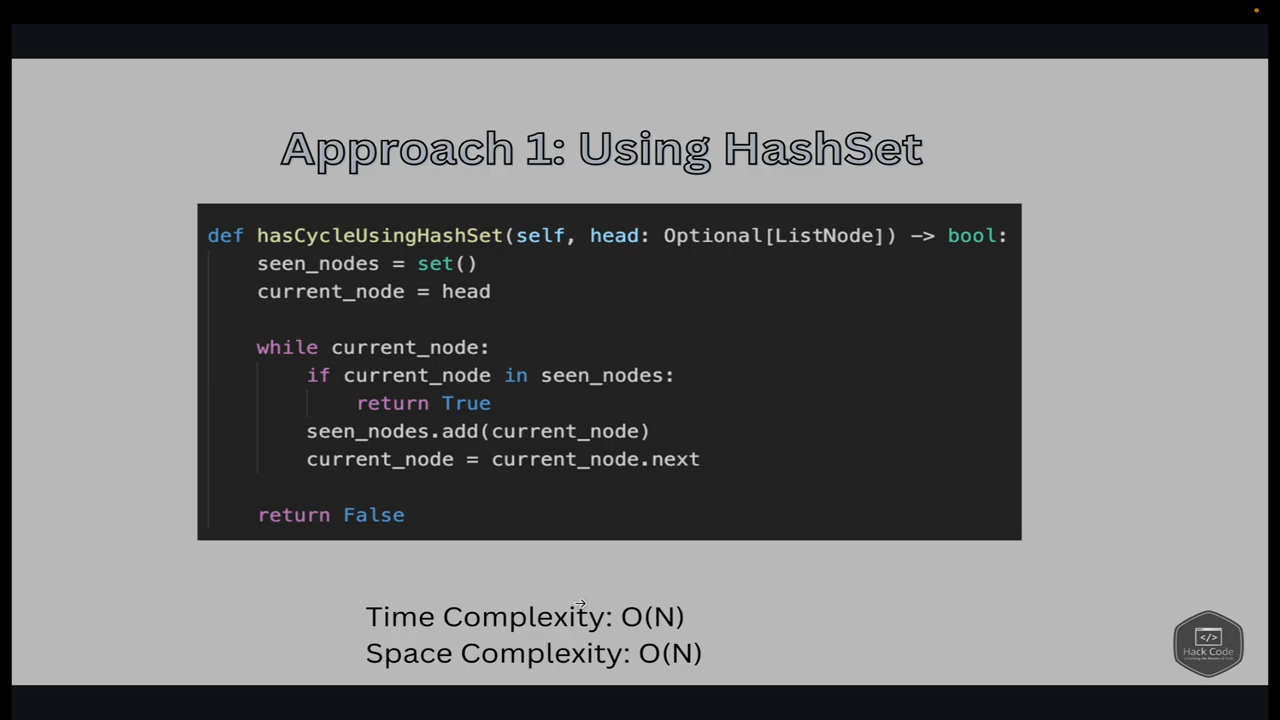 Approach 1: Using HashSet
def hasCycleUsingHashSet(self, head: Optional[ListNode]) -> bool:
    seen_nodes = set()
    current_node = head
    while current_node:
        if current_node in seen_nodes:
            return True
        seen_nodes.add(current_node)
        current_node = current_node.next
    return False
Time Complexity: O(N)
Space Complexity: O(N)
</>
Hack Code